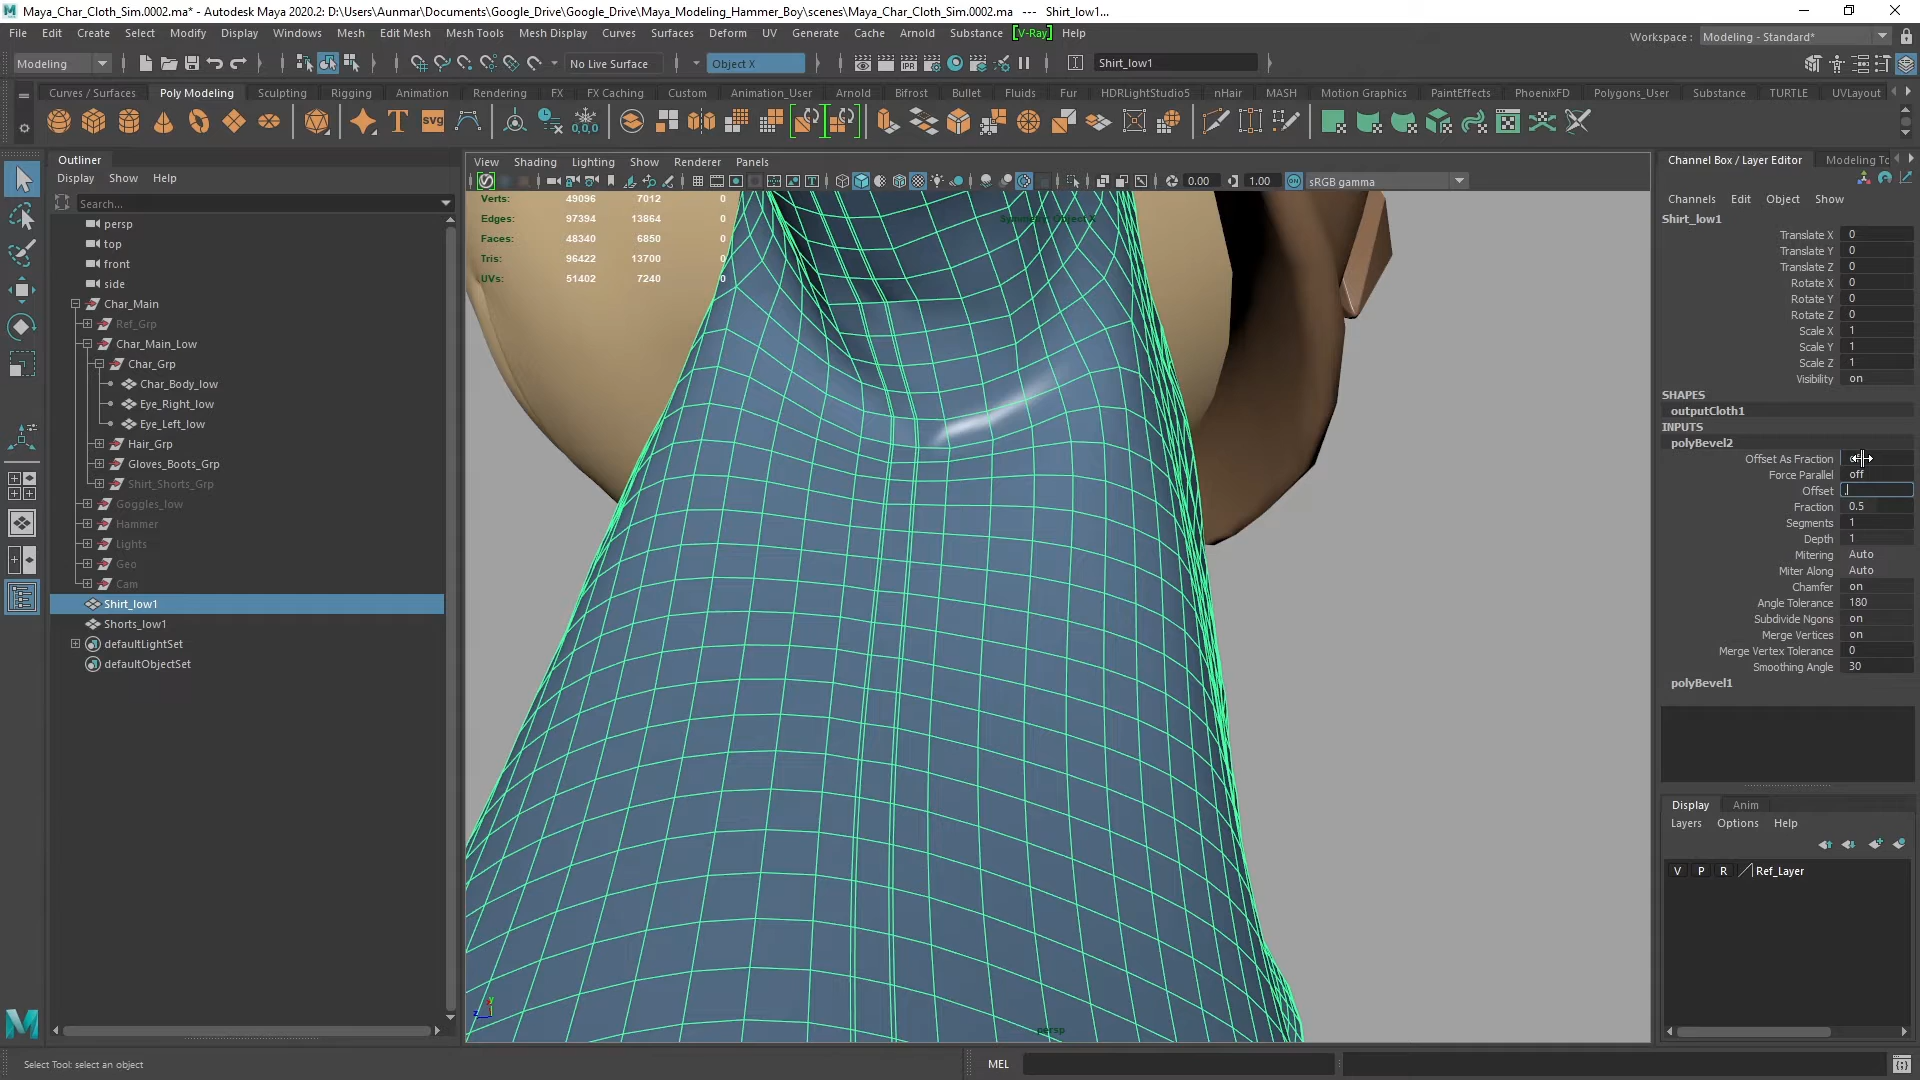 Maya_Char_Cloth_Sim.0002.ma* - Autodesk Maya 2020.2: D:\Users\Aunmar\Documents\Google_Drive\Google_Drive\Maya_Modeling_Hammer_Boy\scenes\Maya_Char_Cloth_Sim.0002.ma --- Shirt_low1...
File Edit Create Select Modify Display Windows Mesh Edit Mesh Mesh Tools Mesh Display Curves Surfaces Deform UV Generate Cache Arnold Substance [V-Ray] Help
Workspace : Modeling - Standard*
Modeling No Live Surface Object X Shirt_low1
Curves / Surfaces Poly Modeling Sculpting Rigging Animation Rendering FX FX Caching Custom Animation_User Arnold Bifrost Bullet Fluids Fur HDRLightStudio5 nHair MASH Motion Graphics PaintEffects PhoenixFD Polygons_User Substance TURTLE UVLayout
T SVG 0,0,0
Outliner
Display Show Help
Search...
persp
top
front
side
Char_Main
Ref_Grp
Char_Main_Low
Char_Grp
Char_Body_low
Eye_Right_low
Eye_Left_low
Hair_Grp
Gloves_Boots_Grp
Shirt_Shorts_Grp
Goggles_low
Hammer
Lights
Geo
Cam
Shirt_low1
Shorts_low1
defaultLightSet
defaultObjectSet
View Shading Lighting Show Renderer Panels
0.00 1.00 ON sRGB gamma
Verts: 49096 7012 0
Edges: 97394 13864 0
Faces: 48340 6850 0
Tris: 96422 13700 0
UVs: 51402 7240 0
Symmetry: Object X
persp
Channel Box / Layer Editor Modeling To
Channels Edit Object Show
Shirt_low1
Translate X 0
Translate Y 0
Translate Z 0
Rotate X 0
Rotate Y 0
Rotate Z 0
Scale X 1
Scale Y 1
Scale Z 1
Visibility on
SHAPES
outputCloth1
INPUTS
polyBevel2
Offset As Fraction
Force Parallel off
Offset .
Fraction 0.5
Segments 1
Depth 1
Mitering Auto
Miter Along Auto
Chamfer on
Angle Tolerance 180
Subdivide Ngons on
Merge Vertices on
Merge Vertex Tolerance 0
Smoothing Angle 30
polyBevel1
Display Anim
Layers Options Help
V P R Ref_Layer
Select Tool: select an object
MEL